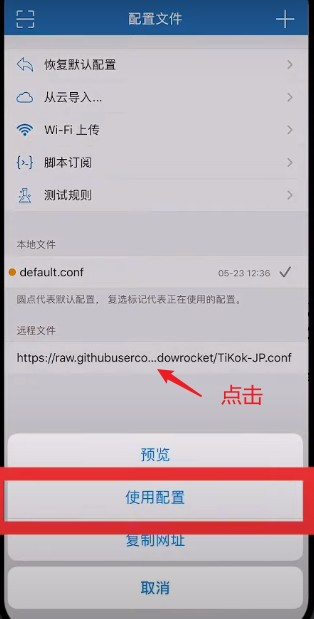 配置文件
恢复默认配置
从云导入...
Wi-Fi 上传
脚本订阅
测试规则
本地文件
default.conf 05-23 12:36
圆点代表默认配置，复选标记代表正在使用的配置。
远程文件
https://raw.githubuserco...dowrocket/TiKok-JP.conf
点击
预览
使用配置
复制网址
取消